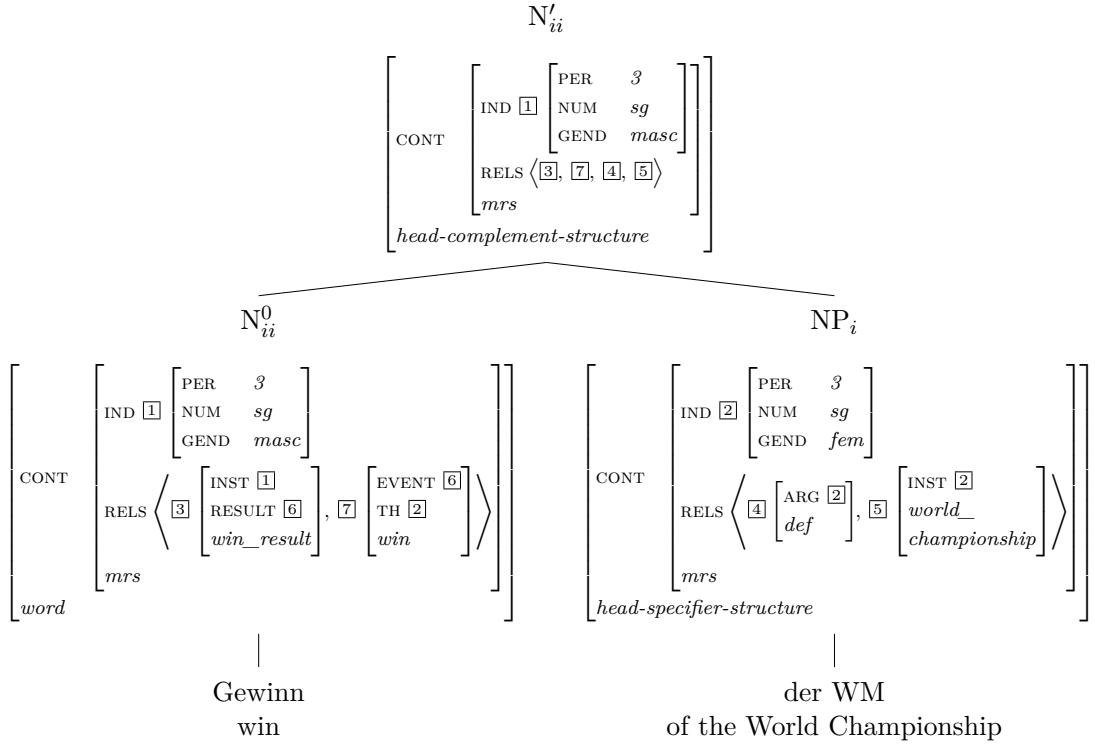 N′ii
PER 3
IND 1 NUM sg
GEND masc
CONT
RELS ⟨3, 7, 4, 5⟩
mrs
head-complement-structure
N0ii
PER 3
IND 1 NUM sg
GEND masc
CONT
INST 1 EVENT 6
RELS ⟨ 3 RESULT 6 , 7 TH 2 ⟩
win_result win
mrs
word
Gewinn
win
NPi
PER 3
IND 2 NUM sg
GEND fem
CONT
INST 2
RELS ⟨ 4 ARG 2 def , 5 world_ ⟩
championship
mrs
head-specifier-structure
der WM
of the World Championship